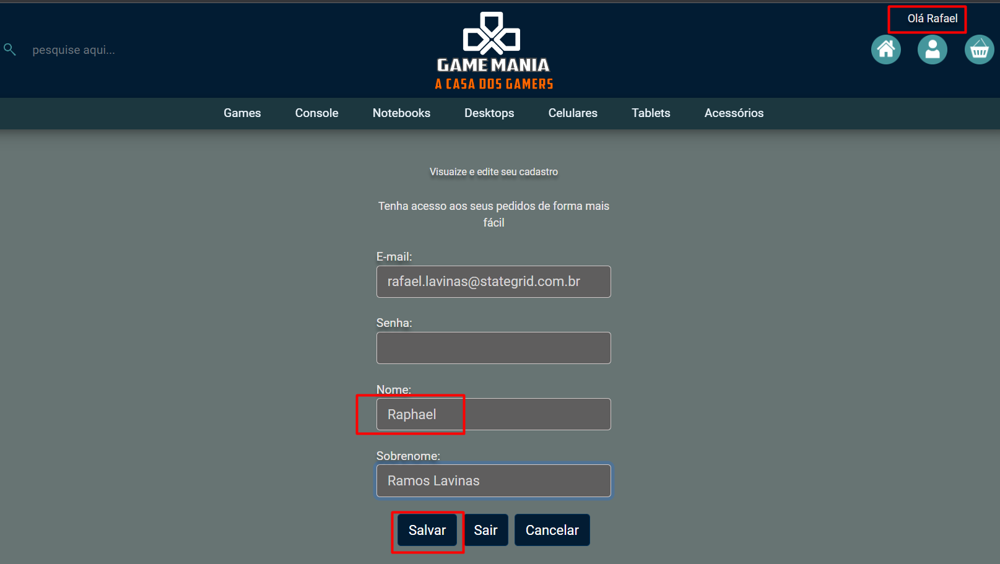 Olá Rafael
pesquise aqui...
GAME MANIA
A CASA DOS GAMERS
Games Console Notebooks Desktops Celulares Tablets Acessórios
Visuaize e edite seu cadastro
Tenha acesso aos seus pedidos de forma mais
fácil
E-mail:
rafael.lavinas@stategrid.com.br
Senha:
Nome:
Raphael
Sobrenome:
Ramos Lavinas
Salvar Sair Cancelar